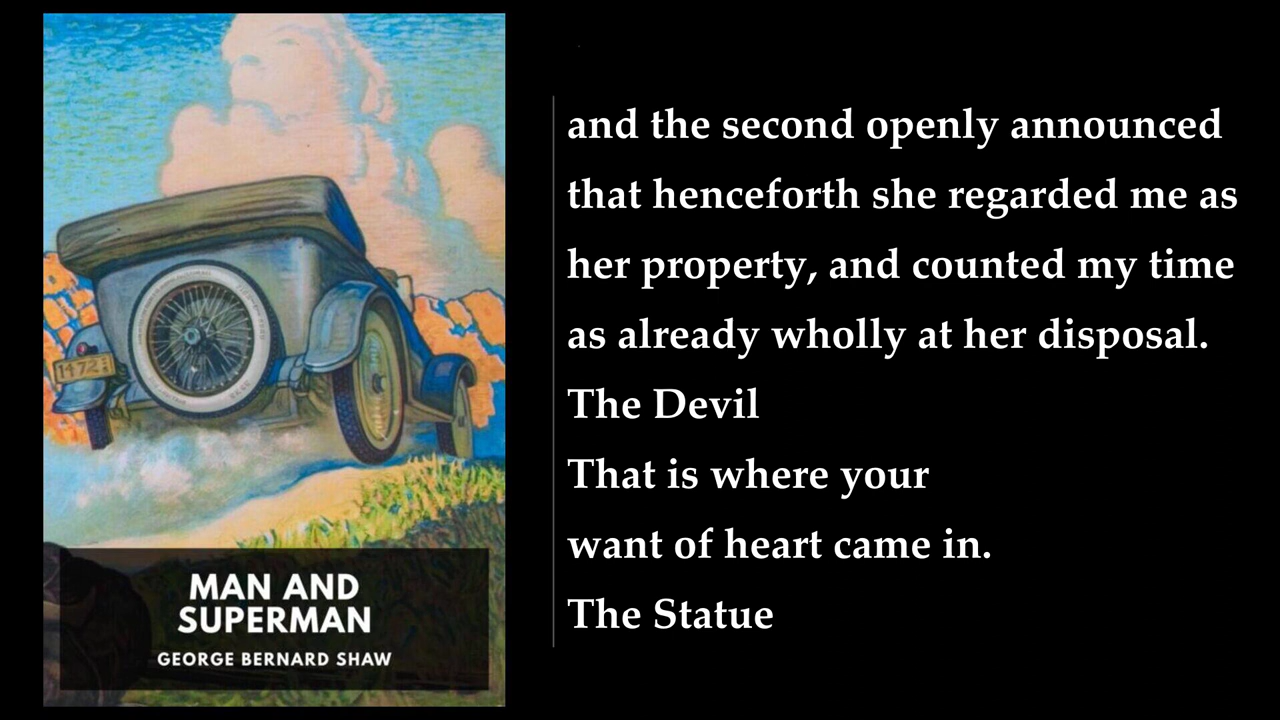 and the second openly announced
that henceforth she regarded me as
her property, and counted my time
as already wholly at her disposal.
The Devil
That is where your
want of heart came in.
The Statue
1472
MAN AND
SUPERMAN
GEORGE BERNARD SHAW